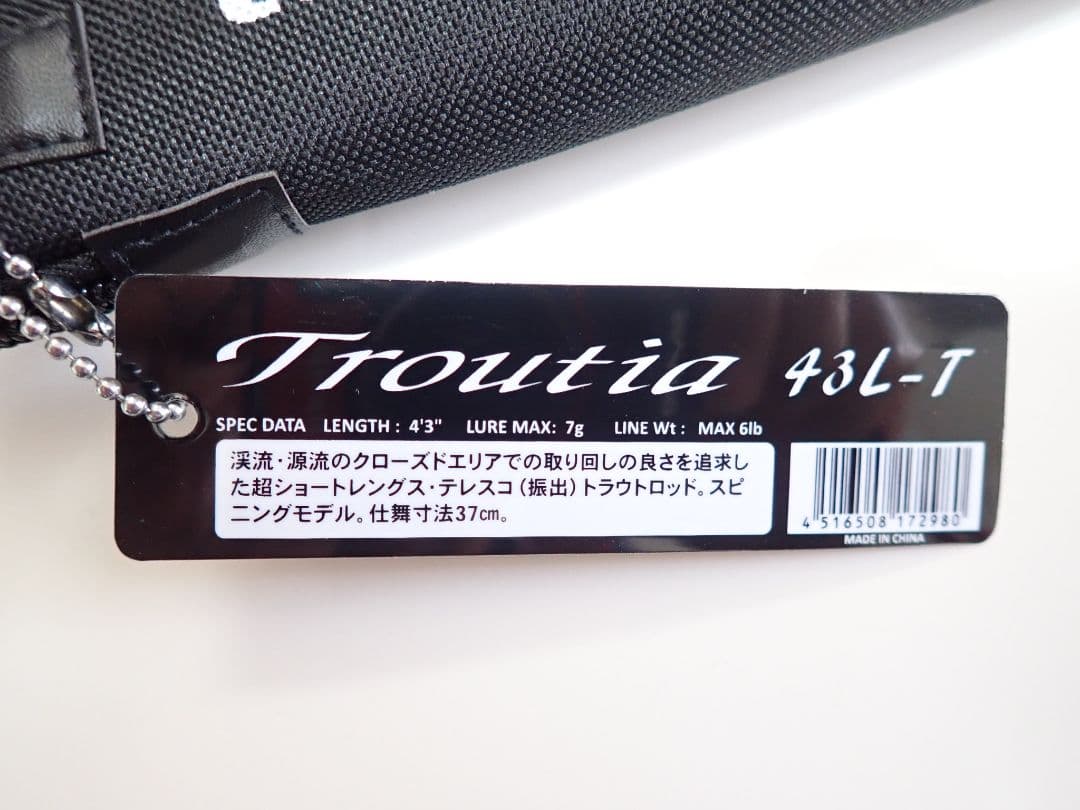 Troutia 43L-T
SPEC DATA LENGTH : 4'3" LURE MAX: 7g LINE Wt : MAX 6lb
渓流・源流のクローズドエリアでの取り回しの良さを追求し
た超ショートレングス・テレスコ（振出）トラウトロッド。スピ
ニングモデル。仕舞寸法37㎝。
4 516508 172980
MADE IN CHINA